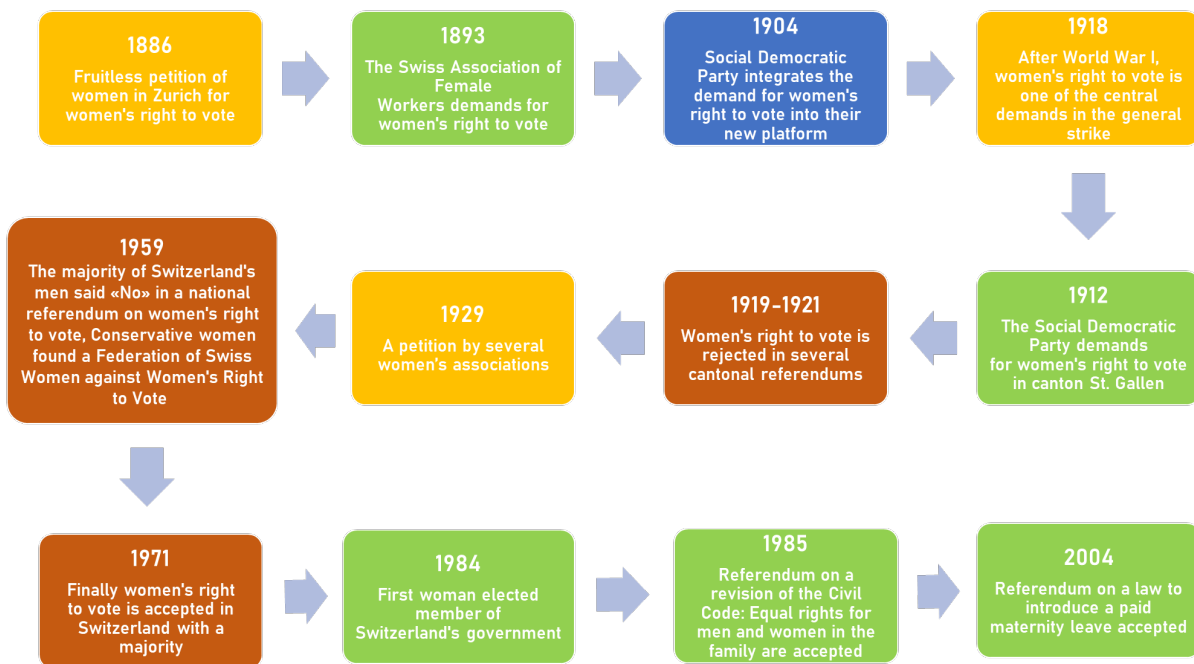 1886
Fruitless petition of
women in Zurich for
women's right to vote
1893
The Swiss Association of
Female
Workers demands for
women's right to vote
1904
Social Democratic
Party integrates the
demand for women's
right to vote into their
new platform
1918
After World War I,
women's right to vote is
one of the central
demands in the general
strike
1912
The Social Democratic
Party demands
for women's right to vote
in canton St. Gallen
1919-1921
Women's right to vote is
rejected in several
cantonal referendums
1929
A petition by several
women's associations
1959
The majority of Switzerland's
men said «No» in a national
referendum on women's right
to vote, Conservative women
found a Federation of Swiss
Women against Women's Right
to Vote
1971
Finally women's right
to vote is accepted in
Switzerland with a
majority
1984
First woman elected
member of
Switzerland's government
1985
Referendum on a
revision of the Civil
Code: Equal rights for
men and women in the
family are accepted
2004
Referendum on a law to
introduce a paid
maternity leave accepted